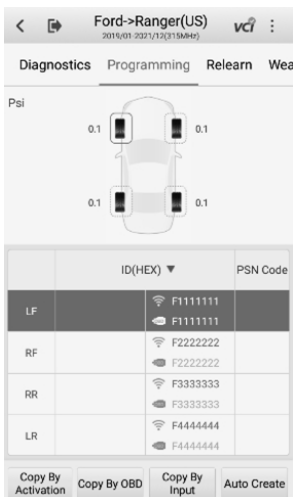 Ford->Ranger(US)
2019/01-2021/12(315MHz)
vci
Diagnostics Programming Relearn Wea
Psi
0.1 0.1
0.1 0.1
ID(HEX) ▼ PSN Code
LF F1111111
F1111111
RF F2222222
F2222222
RR F3333333
F3333333
LR F4444444
F4444444
Copy By Activation
Copy By OBD
Copy By Input
Auto Create